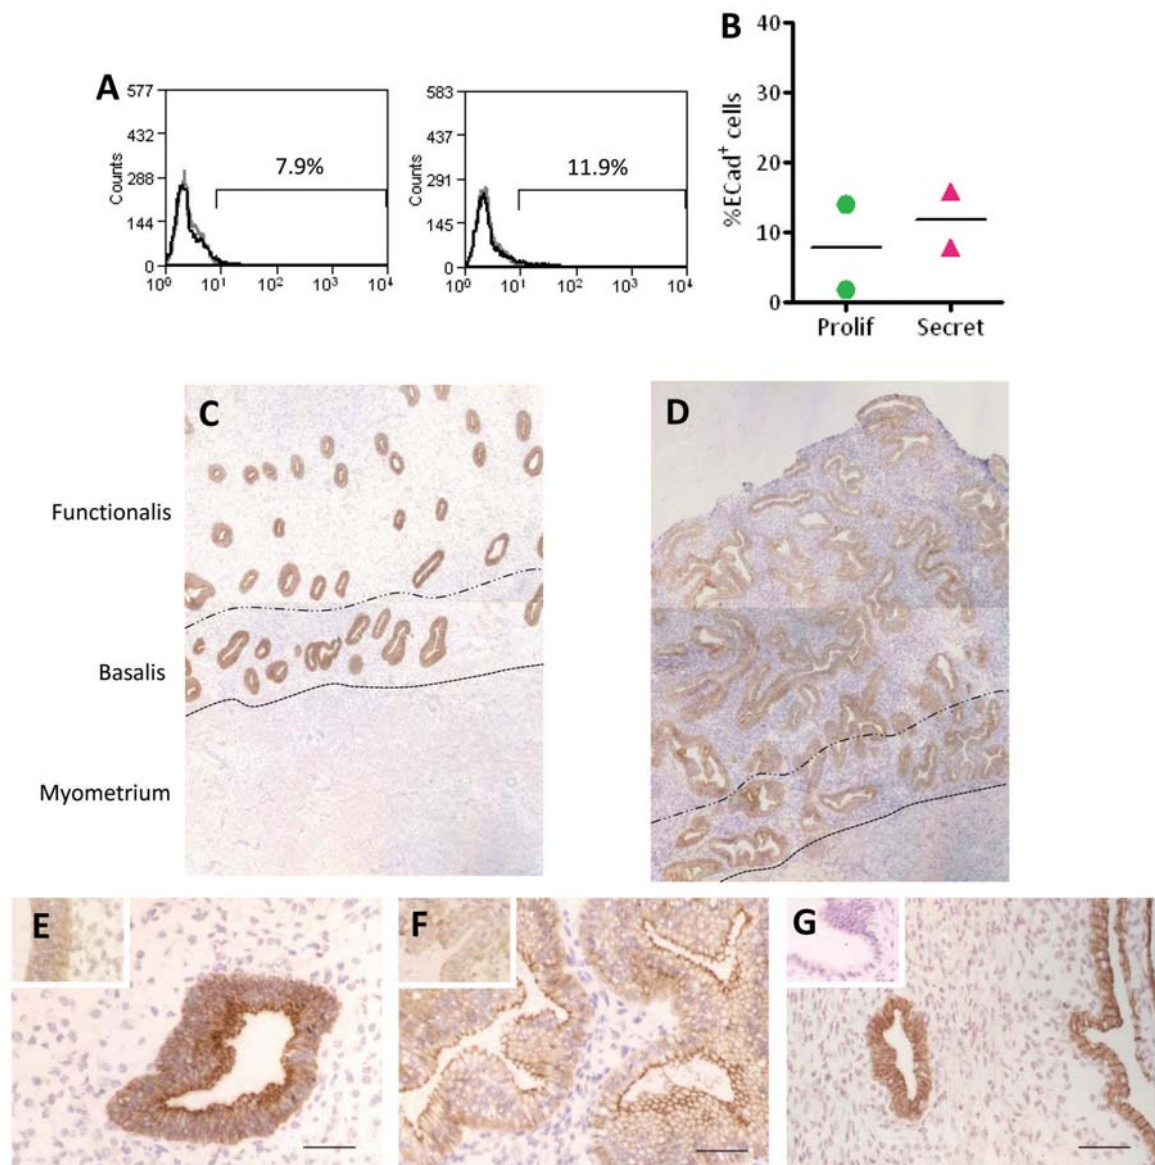 A
577
432
288
144
0
Counts
7.9%
10⁰ 10¹ 10² 10³ 10⁴
583
437
291
145
0
Counts
11.9%
10⁰ 10¹ 10² 10³ 10⁴
B
40
30
20
10
0
%ECad⁺ cells
Prolif Secret
C
D
Functionalis
Basalis
Myometrium
E
F
G